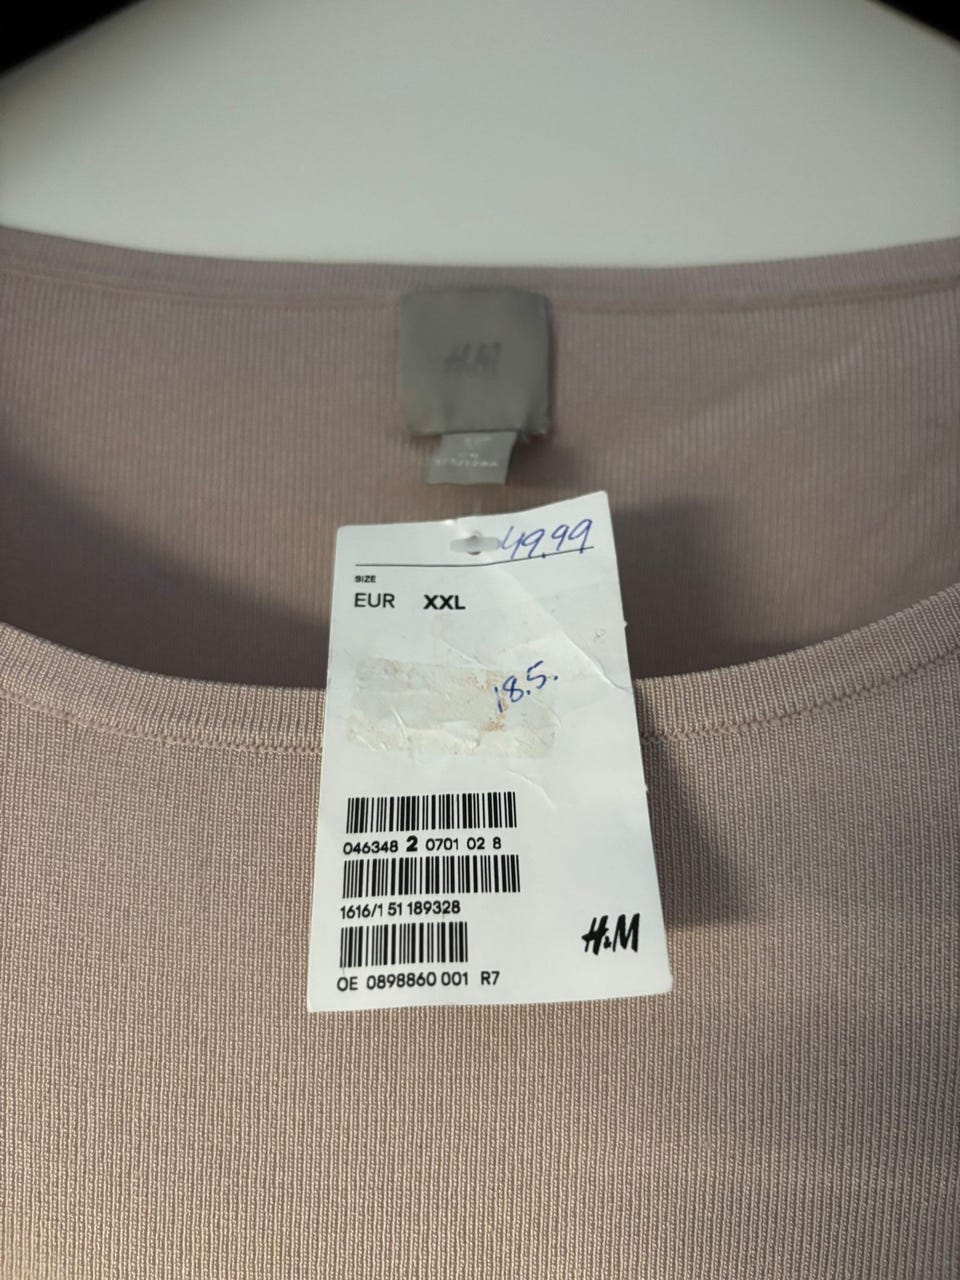 H&M
49.99
SIZE
EUR XXL
18.5.
046348 2 0701 02 8
1616/1 51 189328
OE 0898860 001 R7
H&M